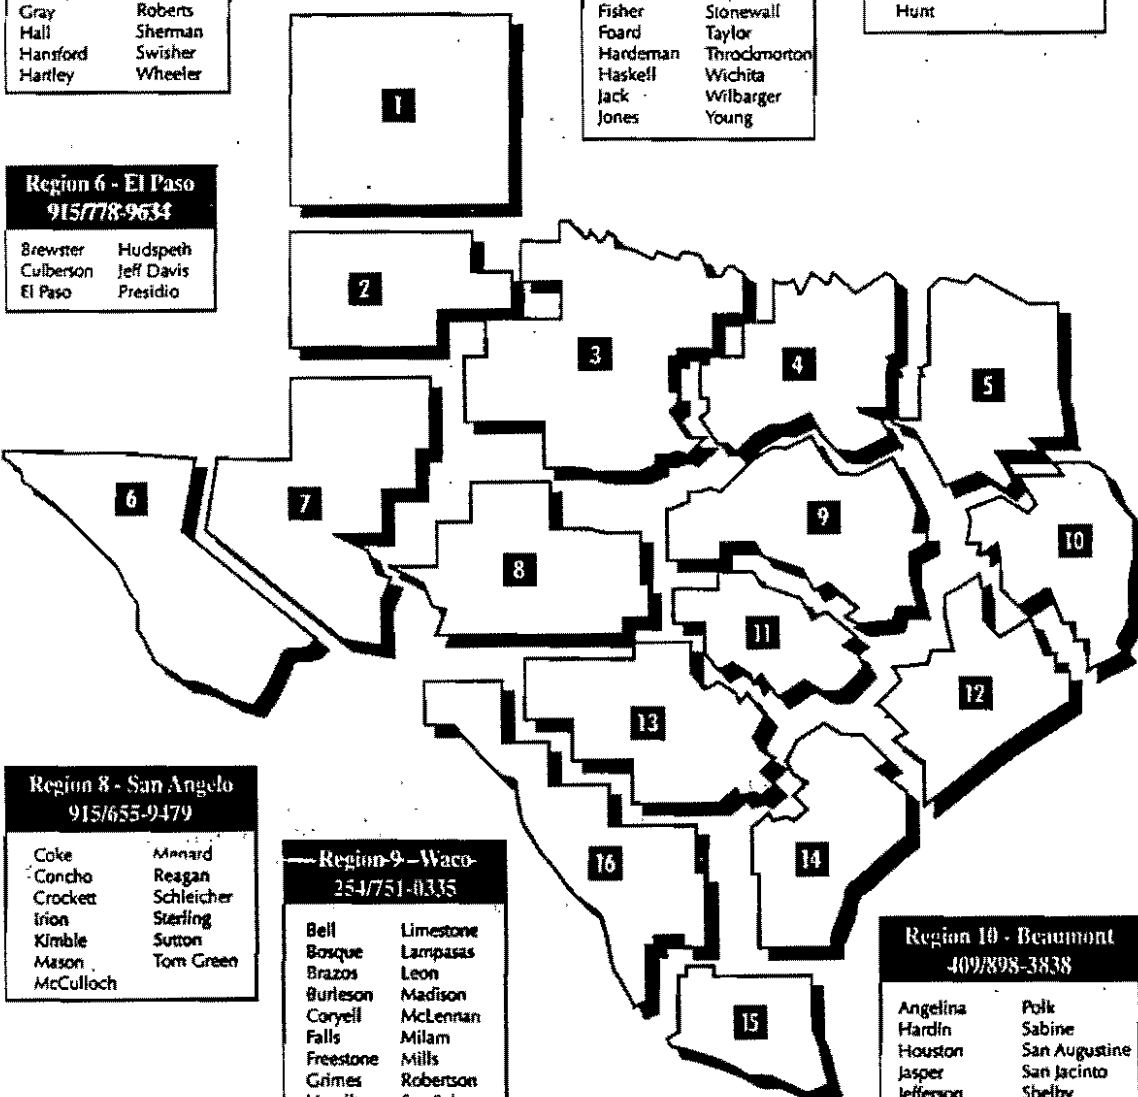 Gray Roberts
Hall Sherman
Hansford Swisher
Hartley Wheeler
Fisher Stonewall
Foard Taylor
Hardeman Throckmorton
Haskell Wichita
Jack Wilbarger
Jones Young
Hunt
1
Region 6 - El Paso
915/778-9634
Brewster Hudspeth
Culberson Jeff Davis
El Paso Presidio
2
3
4
5
6
7
8
9
10
11
12
13
14
15
16
Region 8 - San Angelo
915/655-9479
Coke Menard
Concho Reagan
Crockett Schleicher
Irion Sterling
Kimble Sutton
Mason Tom Green
McCulloch
Region 9 - Waco
254/751-0335
Bell Limestone
Bosque Lampasas
Brazos Leon
Burleson Madison
Coryell McLennan
Falls Milam
Freestone Mills
Grimes Robertson
Region 10 - Beaumont
409/898-3838
Angelina Polk
Hardin Sabine
Houston San Augustine
Jasper San Jacinto
Jefferson Shelby